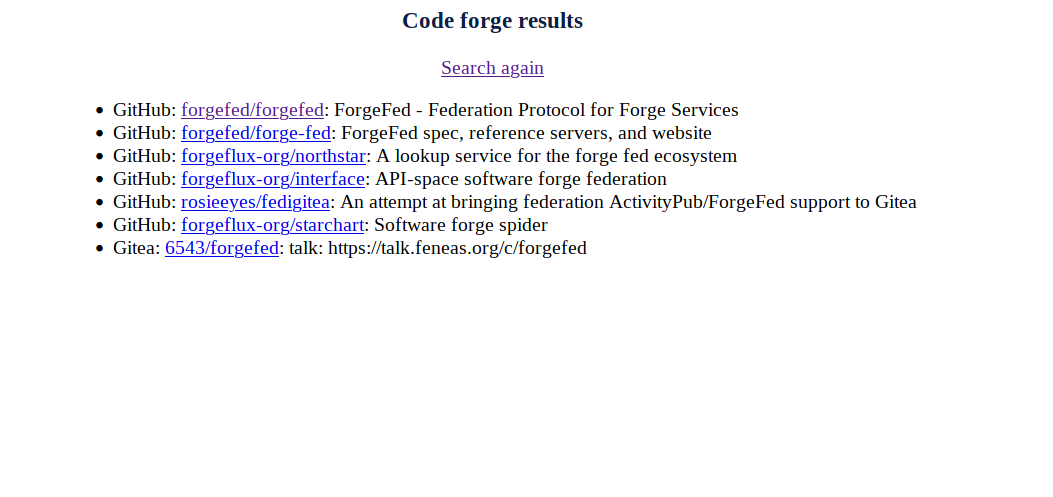 Code forge results
Search again
GitHub: forgefed/forgefed: ForgeFed - Federation Protocol for Forge Services
GitHub: forgefed/forge-fed: ForgeFed spec, reference servers, and website
GitHub: forgeflux-org/northstar: A lookup service for the forge fed ecosystem
GitHub: forgeflux-org/interface: API-space software forge federation
GitHub: rosieeyes/fedigitea: An attempt at bringing federation ActivityPub/ForgeFed support to Gitea
GitHub: forgeflux-org/starchart: Software forge spider
Gitea: 6543/forgefed: talk: https://talk.feneas.org/c/forgefed